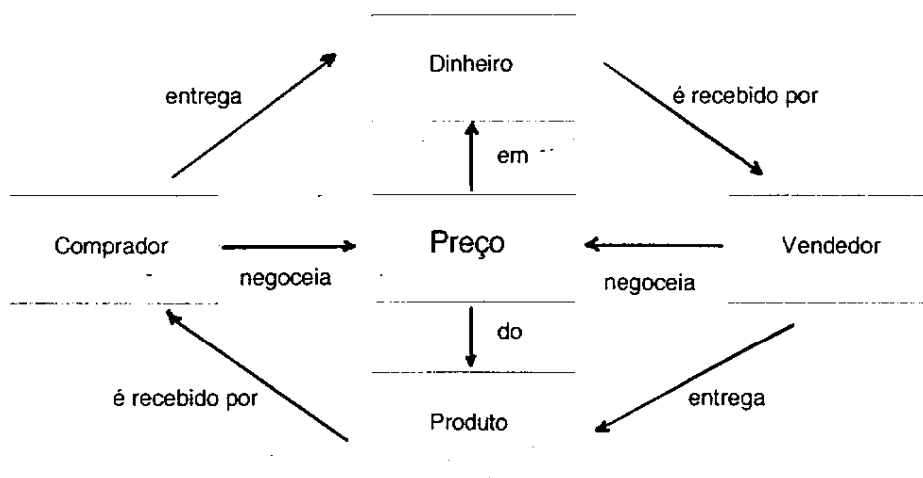 Dinheiro
entrega
é recebido por
em
Comprador
Preço
Vendedor
negoceia
negoceia
do
é recebido por
entrega
Produto